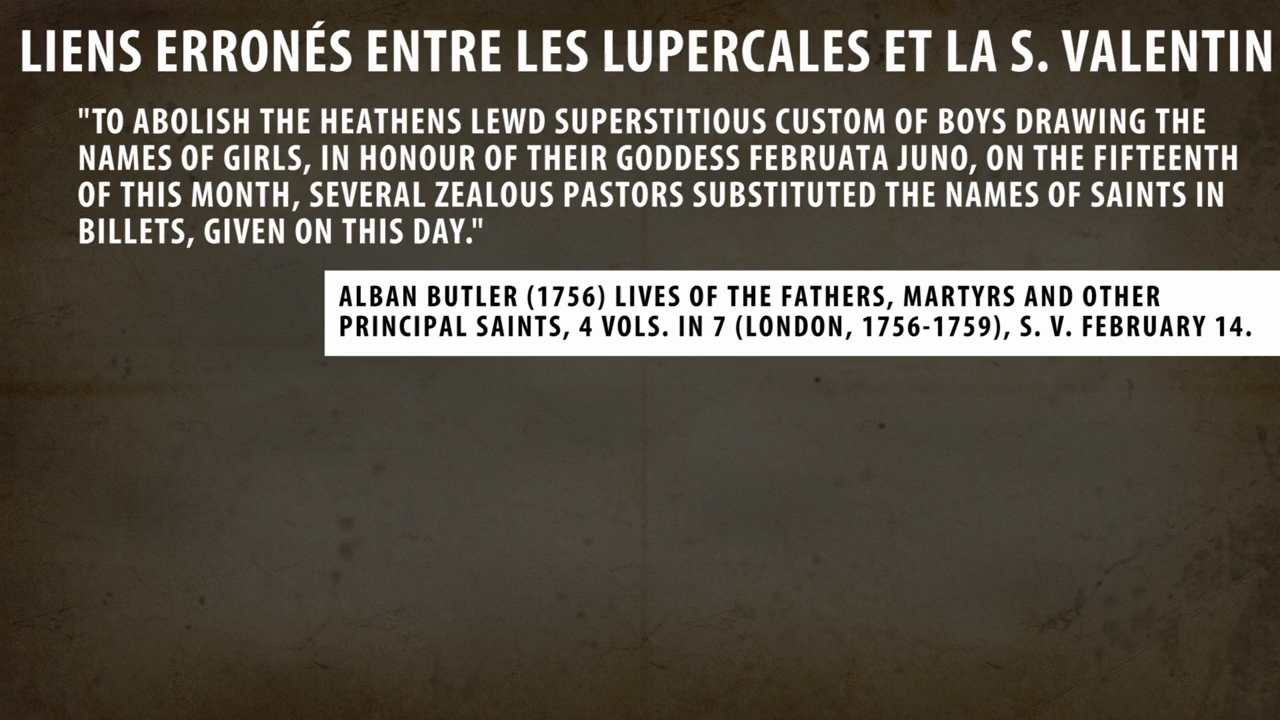 LIENS ERRONÉS ENTRE LES LUPERCALES ET LA S. VALENTIN
"TO ABOLISH THE HEATHENS LEWD SUPERSTITIOUS CUSTOM OF BOYS DRAWING THE
NAMES OF GIRLS, IN HONOUR OF THEIR GODDESS FEBRUATA JUNO, ON THE FIFTEENTH
OF THIS MONTH, SEVERAL ZEALOUS PASTORS SUBSTITUTED THE NAMES OF SAINTS IN
BILLETS, GIVEN ON THIS DAY."
ALBAN BUTLER (1756) LIVES OF THE FATHERS, MARTYRS AND OTHER
PRINCIPAL SAINTS, 4 VOLS. IN 7 (LONDON, 1756-1759), S. V. FEBRUARY 14.